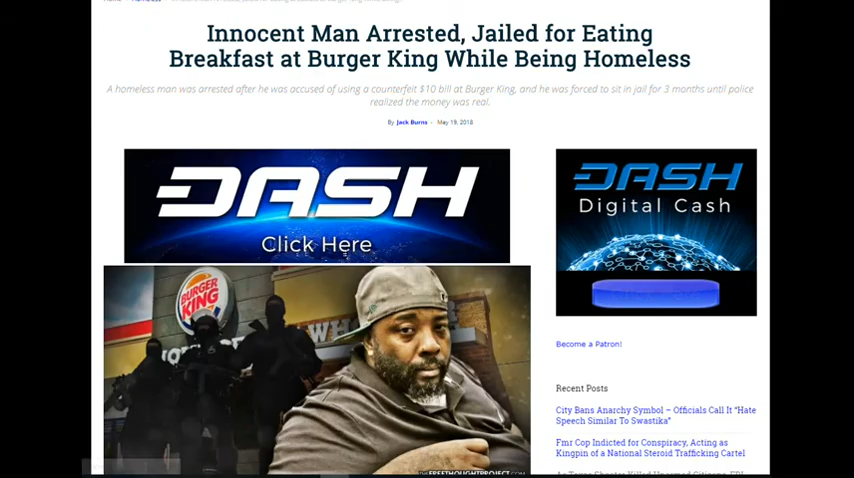 Innocent Man Arrested, Jailed for Eating
Breakfast at Burger King While Being Homeless
A homeless man was arrested after he was accused of using a counterfeit $10 bill at Burger King, and he was forced to sit in jail for 3 months until police
realized the money was real.
By Jack Burns - May 19, 2018
DASH
Click Here
DASH
Digital Cash
BURGER
KING
THEFREETHOUGHTPROJECT.COM
Become a Patron!
Recent Posts
City Bans Anarchy Symbol – Officials Call It "Hate
Speech Similar To Swastika"
Fmr Cop Indicted for Conspiracy, Acting as
Kingpin of a National Steroid Trafficking Cartel